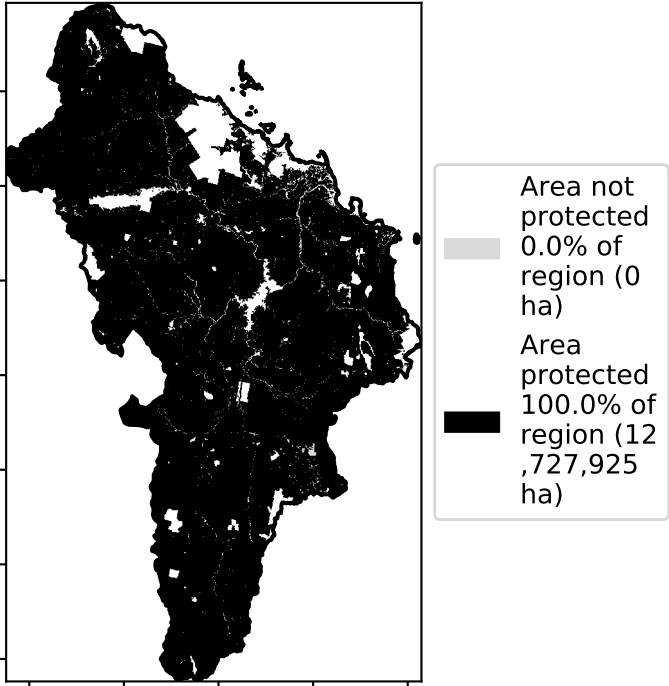 Area not
protected
0.0% of
region (0
ha)
Area
protected
100.0% of
region (12
,727,925
ha)